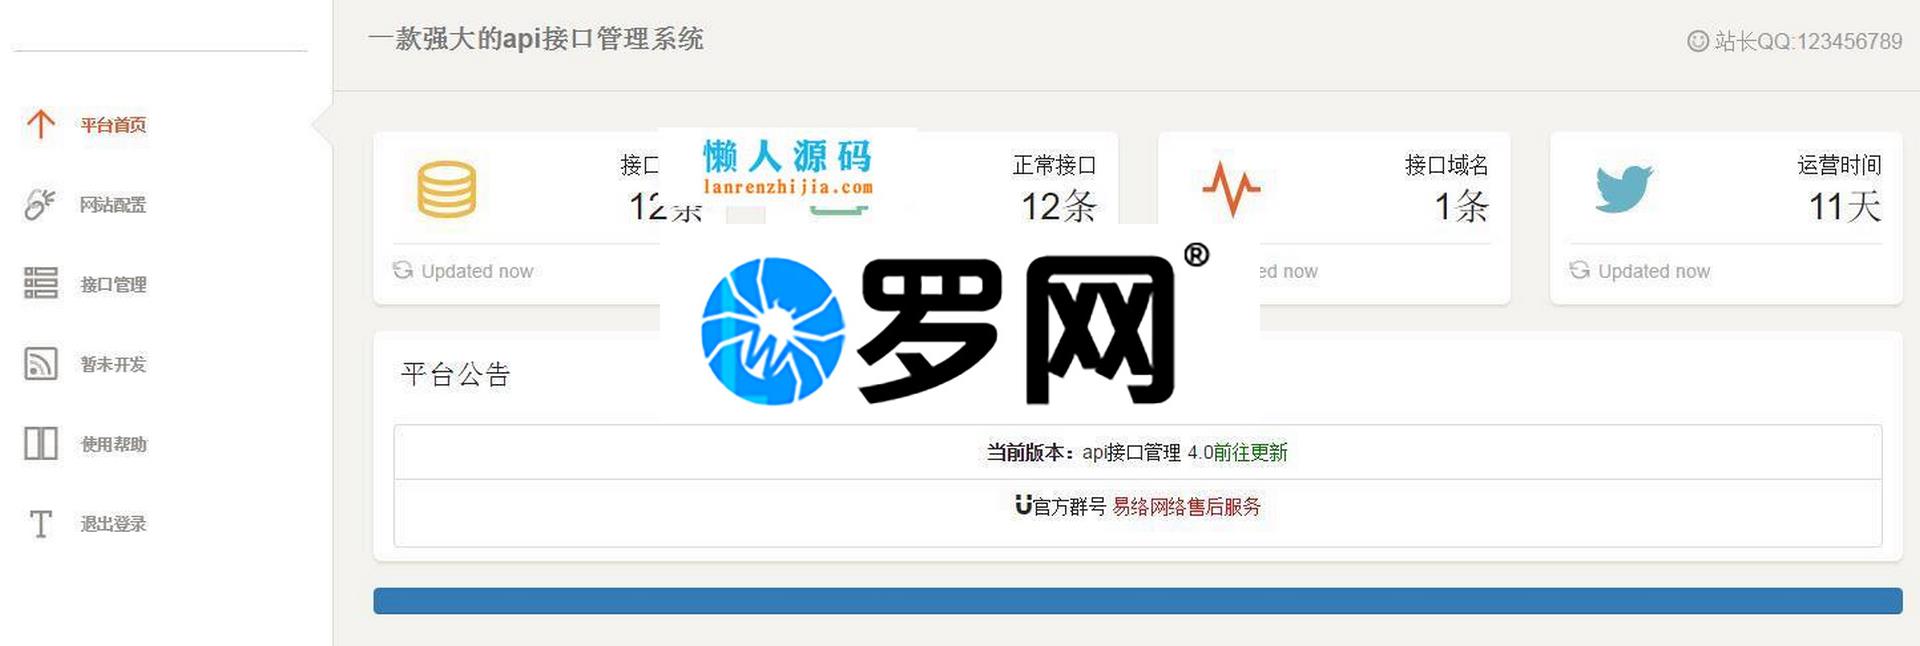 一款强大的api接口管理系统
站长QQ:123456789
平台首页
网站配置
接口管理
暂未开发
使用帮助
退出登录
接口
12条
Updated now
懒人源码
lanrenzhijia.com
正常接口
12条
接口域名
1条
ed now
运营时间
11天
Updated now
罗网®
平台公告
当前版本：api接口管理 4.0前往更新
官方群号 易络网络售后服务